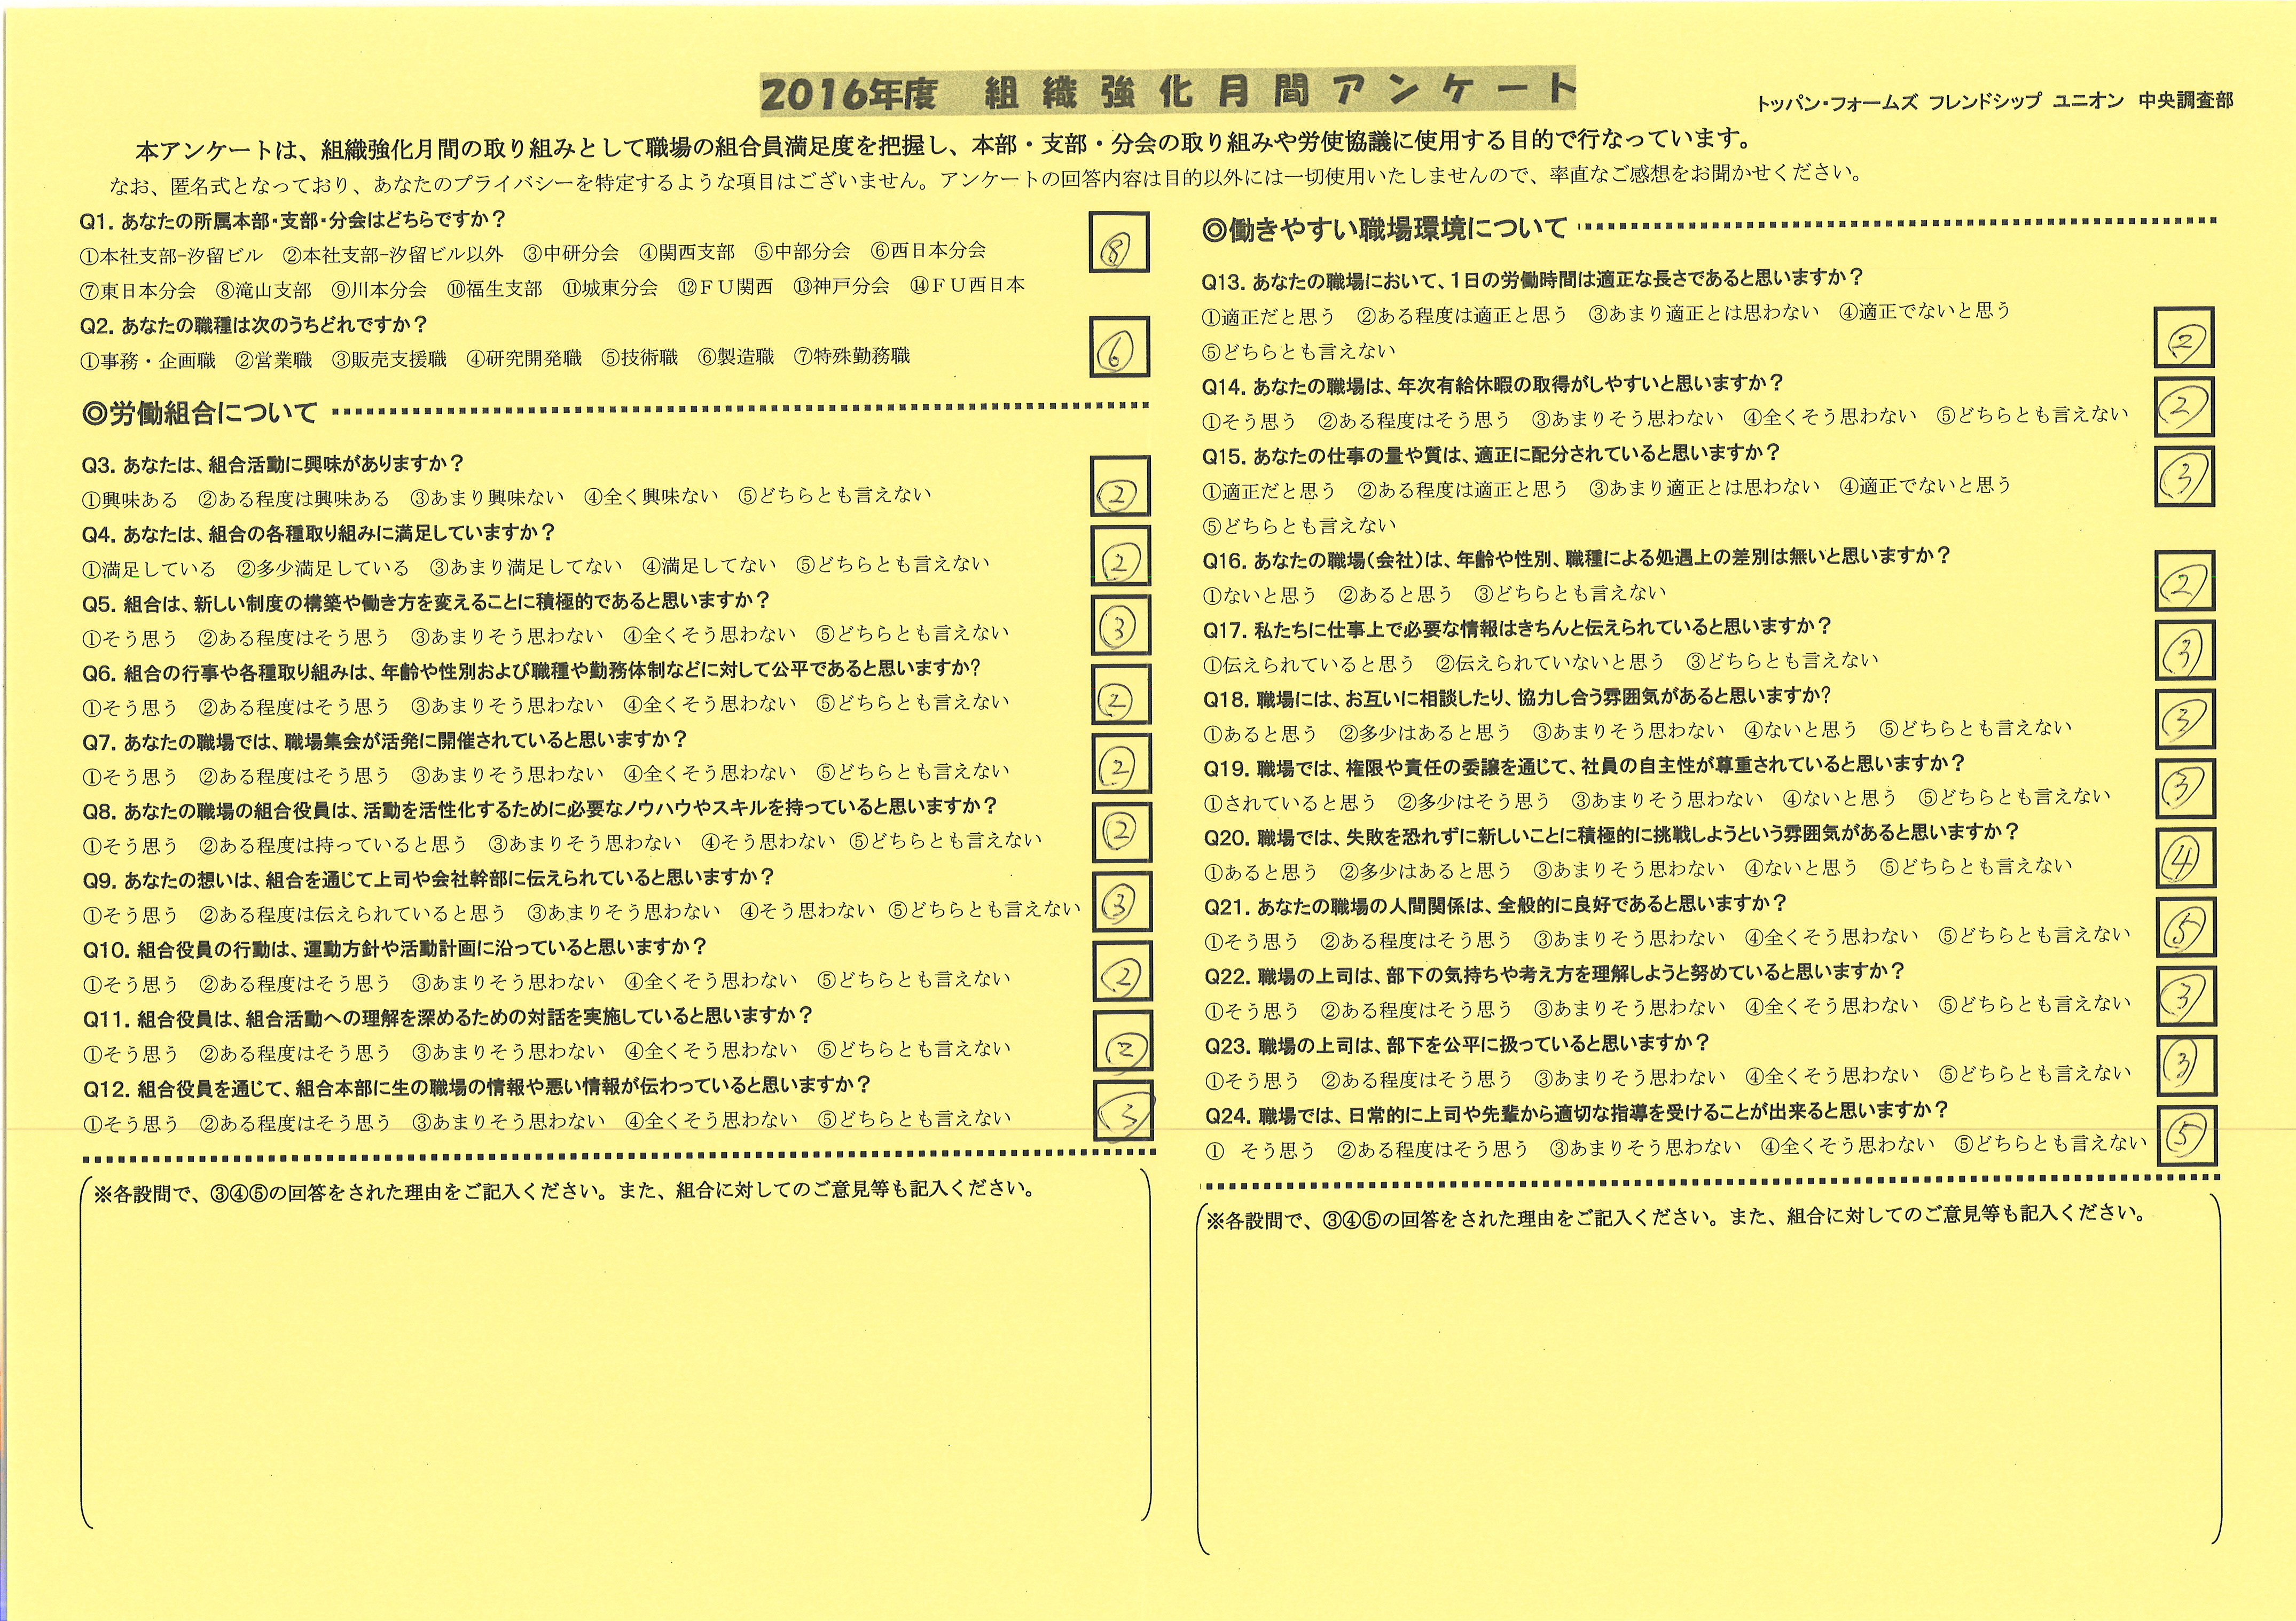 2016年度 組織強化月間アンケート
トッパン・フォームズ フレンドシップ ユニオン 中央調査部
本アンケートは、組織強化月間の取り組みとして職場の組合員満足度を把握し、本部・支部・分会の取り組みや労使協議に使用する目的で行なっています。
なお、匿名式となっており、あなたのプライバシーを特定するような項目はございません。アンケートの回答内容は目的以外には一切使用いたしませんので、率直なご感想をお聞かせください。
Q1. あなたの所属本部・支部・分会はどちらですか?
①本社支部-汐留ビル ②本社支部-汐留ビル以外 ③中研分会 ④関西支部 ⑤中部分会 ⑥西日本分会
⑧
⑦東日本分会 ⑧滝山支部 ⑨川本分会 ⑩福生支部 ⑪城東分会 ⑫FU関西 ⑬神戸分会 ⑭FU西日本
Q2. あなたの職種は次のうちどれですか?
①事務・企画職 ②営業職 ③販売支援職 ④研究開発職 ⑤技術職 ⑥製造職 ⑦特殊勤務職
⑥
◎労働組合について
Q3. あなたは、組合活動に興味がありますか?
①興味ある ②ある程度は興味ある ③あまり興味ない ④全く興味ない ⑤どちらとも言えない
②
Q4. あなたは、組合の各種取り組みに満足していますか?
①満足している ②多少満足している ③あまり満足してない ④満足してない ⑤どちらとも言えない
②
Q5. 組合は、新しい制度の構築や働き方を変えることに積極的であると思いますか?
①そう思う ②ある程度はそう思う ③あまりそう思わない ④全くそう思わない ⑤どちらとも言えない
③
Q6. 組合の行事や各種取り組みは、年齢や性別および職種や勤務体制などに対して公平であると思いますか?
①そう思う ②ある程度はそう思う ③あまりそう思わない ④全くそう思わない ⑤どちらとも言えない
②
Q7. あなたの職場では、職場集会が活発に開催されていると思いますか?
①そう思う ②ある程度はそう思う ③あまりそう思わない ④全くそう思わない ⑤どちらとも言えない
②
Q8. あなたの職場の組合役員は、活動を活性化するために必要なノウハウやスキルを持っていると思いますか?
①そう思う ②ある程度は持っていると思う ③あまりそう思わない ④そう思わない ⑤どちらとも言えない
②
Q9. あなたの想いは、組合を通じて上司や会社幹部に伝えられていると思いますか?
①そう思う ②ある程度は伝えられていると思う ③あまりそう思わない ④そう思わない ⑤どちらとも言えない
③
Q10. 組合役員の行動は、運動方針や活動計画に沿っていると思いますか?
①そう思う ②ある程度はそう思う ③あまりそう思わない ④全くそう思わない ⑤どちらとも言えない
②
Q11. 組合役員は、組合活動への理解を深めるための対話を実施していると思いますか?
①そう思う ②ある程度はそう思う ③あまりそう思わない ④全くそう思わない ⑤どちらとも言えない
②
Q12. 組合役員を通じて、組合本部に生の職場の情報や悪い情報が伝わっていると思いますか?
①そう思う ②ある程度はそう思う ③あまりそう思わない ④全くそう思わない ⑤どちらとも言えない
③
※各設問で、③④⑤の回答をされた理由をご記入ください。また、組合に対してのご意見等も記入ください。
◎働きやすい職場環境について
Q13. あなたの職場において、1日の労働時間は適正な長さであると思いますか?
①適正だと思う ②ある程度は適正と思う ③あまり適正とは思わない ④適正でないと思う
⑤どちらとも言えない
②
Q14. あなたの職場は、年次有給休暇の取得がしやすいと思いますか?
①そう思う ②ある程度はそう思う ③あまりそう思わない ④全くそう思わない ⑤どちらとも言えない
②
Q15. あなたの仕事の量や質は、適正に配分されていると思いますか?
①適正だと思う ②ある程度は適正と思う ③あまり適正とは思わない ④適正でないと思う
③
⑤どちらとも言えない
Q16. あなたの職場(会社)は、年齢や性別、職種による処遇上の差別は無いと思いますか?
①ないと思う ②あると思う ③どちらとも言えない
②
Q17. 私たちに仕事上で必要な情報はきちんと伝えられていると思いますか?
①伝えられていると思う ②伝えられていないと思う ③どちらとも言えない
③
Q18. 職場には、お互いに相談したり、協力し合う雰囲気があると思いますか?
①あると思う ②多少はあると思う ③あまりそう思わない ④ないと思う ⑤どちらとも言えない
③
Q19. 職場では、権限や責任の委譲を通じて、社員の自主性が尊重されていると思いますか?
①されていると思う ②多少はそう思う ③あまりそう思わない ④ないと思う ⑤どちらとも言えない
③
Q20. 職場では、失敗を恐れずに新しいことに積極的に挑戦しようという雰囲気があると思いますか?
①あると思う ②多少はあると思う ③あまりそう思わない ④ないと思う ⑤どちらとも言えない
④
Q21. あなたの職場の人間関係は、全般的に良好であると思いますか?
①そう思う ②ある程度はそう思う ③あまりそう思わない ④全くそう思わない ⑤どちらとも言えない
⑤
Q22. 職場の上司は、部下の気持ちや考え方を理解しようと努めていると思いますか?
①そう思う ②ある程度はそう思う ③あまりそう思わない ④全くそう思わない ⑤どちらとも言えない
③
Q23. 職場の上司は、部下を公平に扱っていると思いますか?
①そう思う ②ある程度はそう思う ③あまりそう思わない ④全くそう思わない ⑤どちらとも言えない
③
Q24. 職場では、日常的に上司や先輩から適切な指導を受けることが出来ると思いますか?
① そう思う ②ある程度はそう思う ③あまりそう思わない ④全くそう思わない ⑤どちらとも言えない
⑤
※各設問で、③④⑤の回答をされた理由をご記入ください。また、組合に対してのご意見等も記入ください。